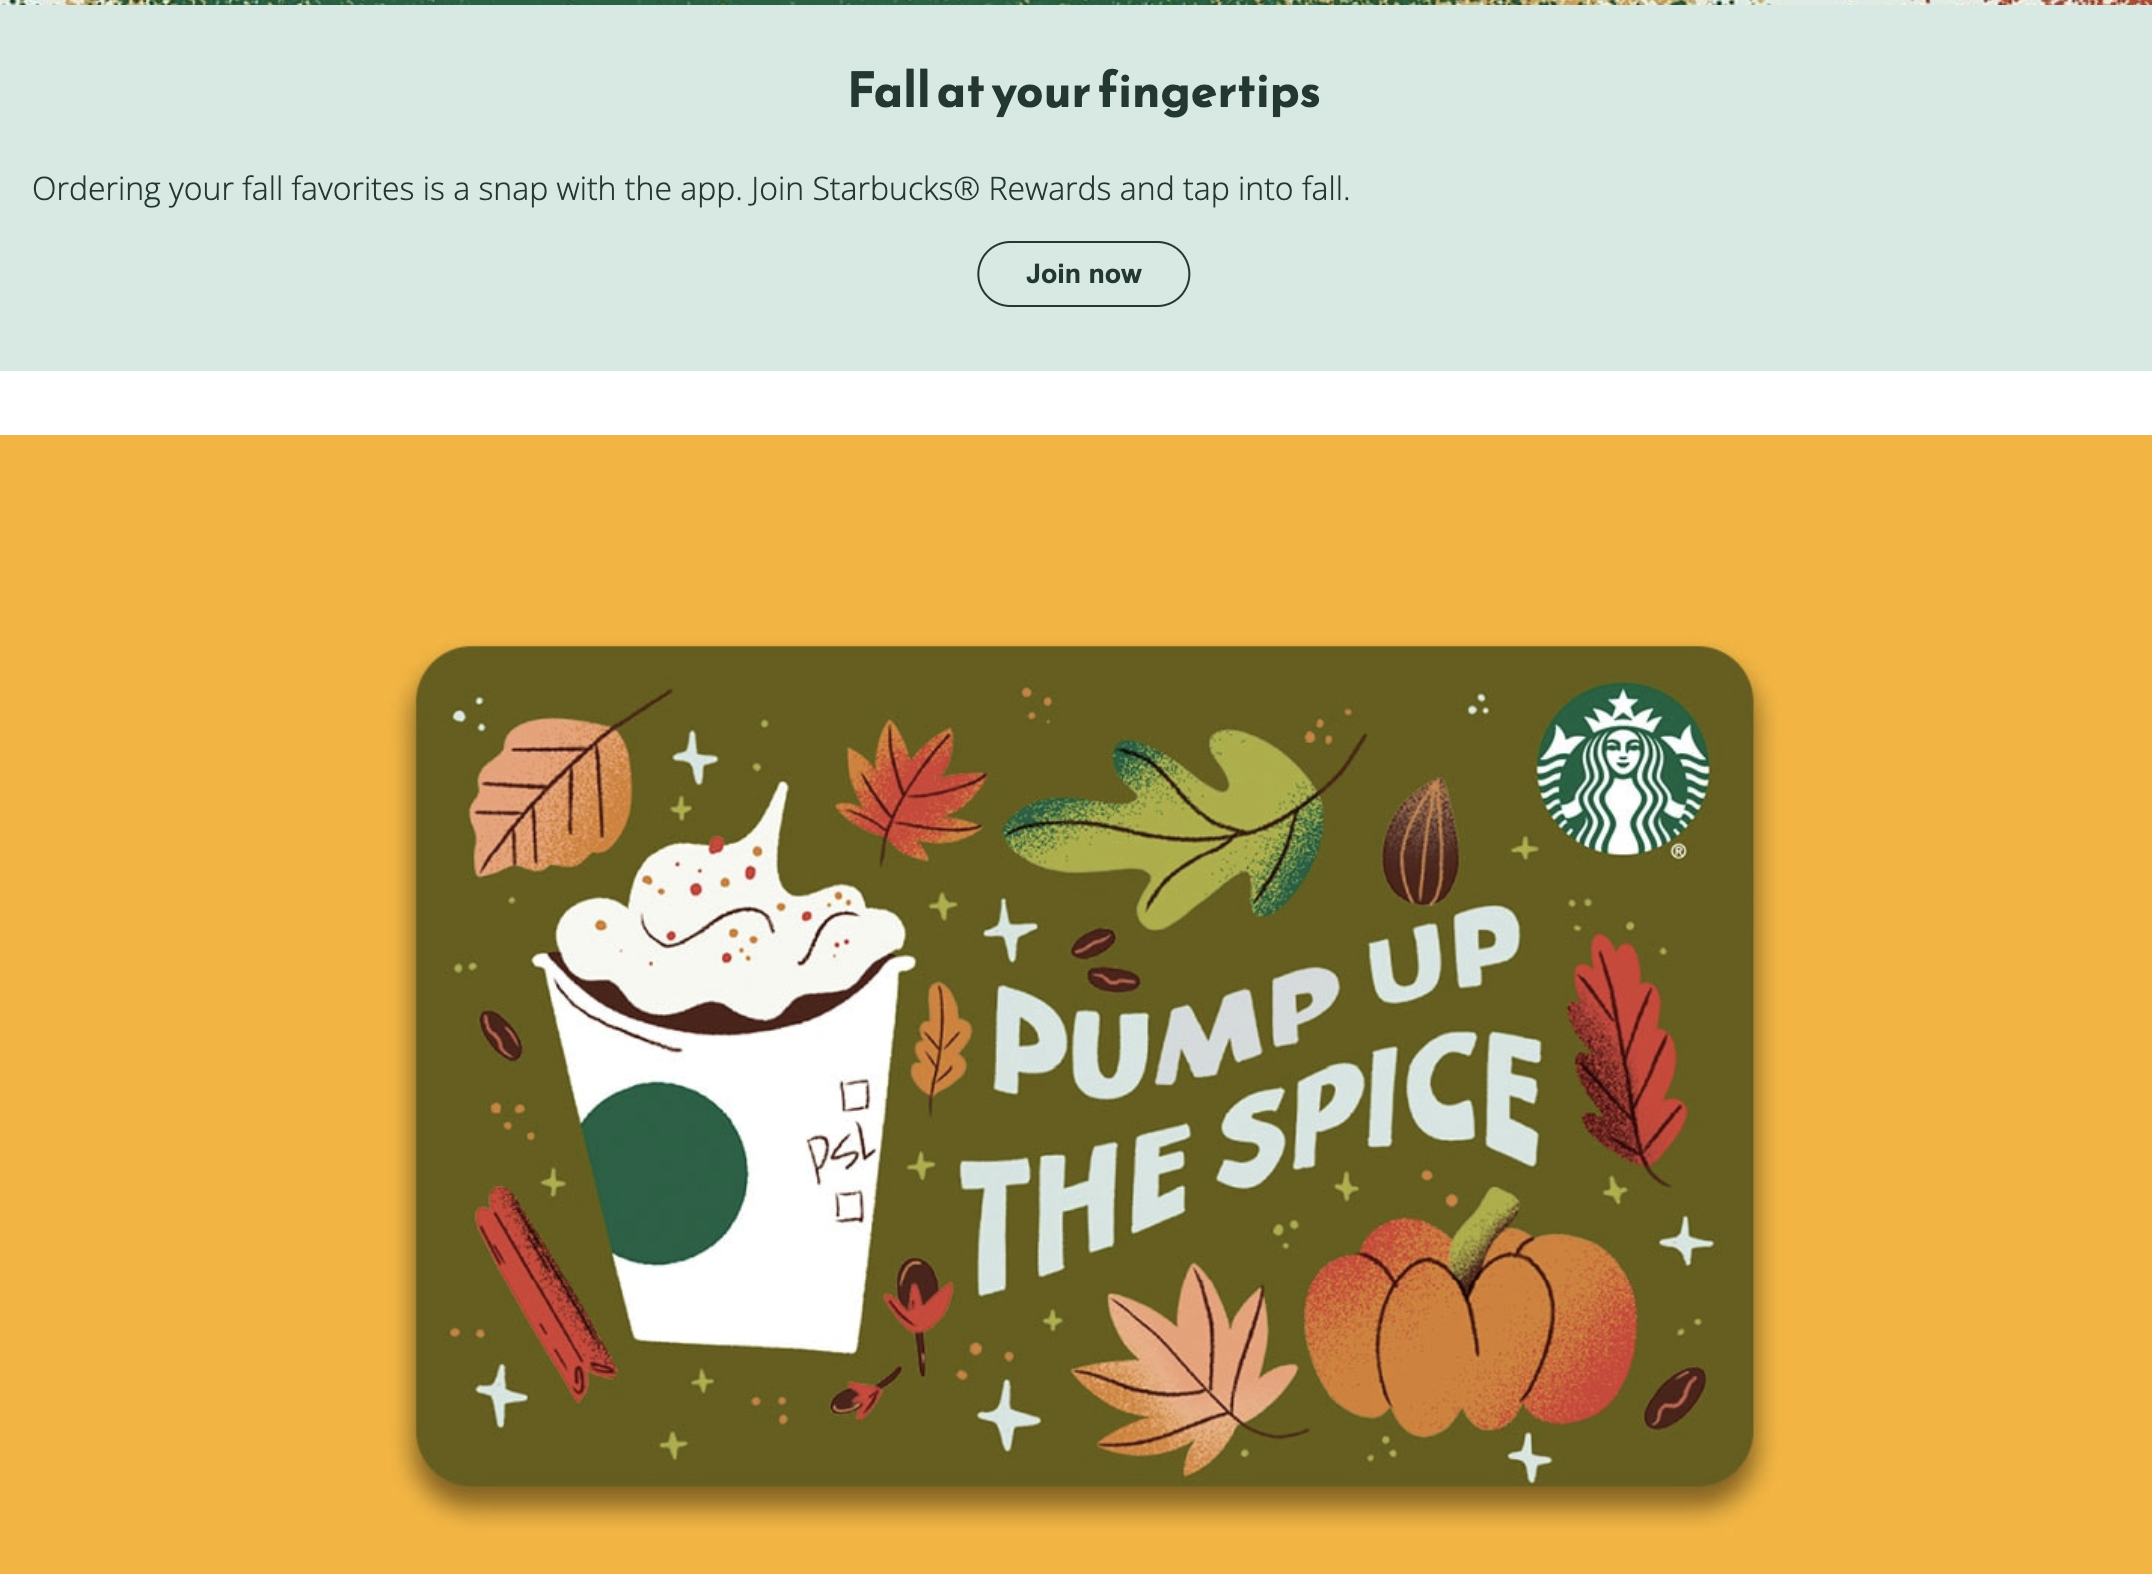 Fall at your fingertips
Ordering your fall favorites is a snap with the app. Join Starbucks® Rewards and tap into fall.
Join now
®
PSL
PUMP UP
THE SPICE